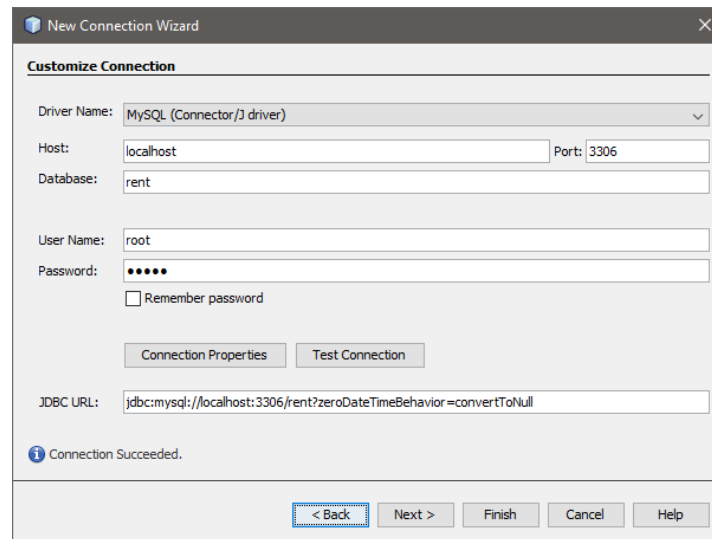 New Connection Wizard
Customize Connection
Driver Name: MySQL (Connector/J driver)
Host: localhost Port: 3306
Database: rent
User Name: root
Password: •••••
Remember password
Connection Properties Test Connection
JDBC URL: jdbc:mysql://localhost:3306/rent?zeroDateTimeBehavior=convertToNull
Connection Succeeded.
< Back Next > Finish Cancel Help